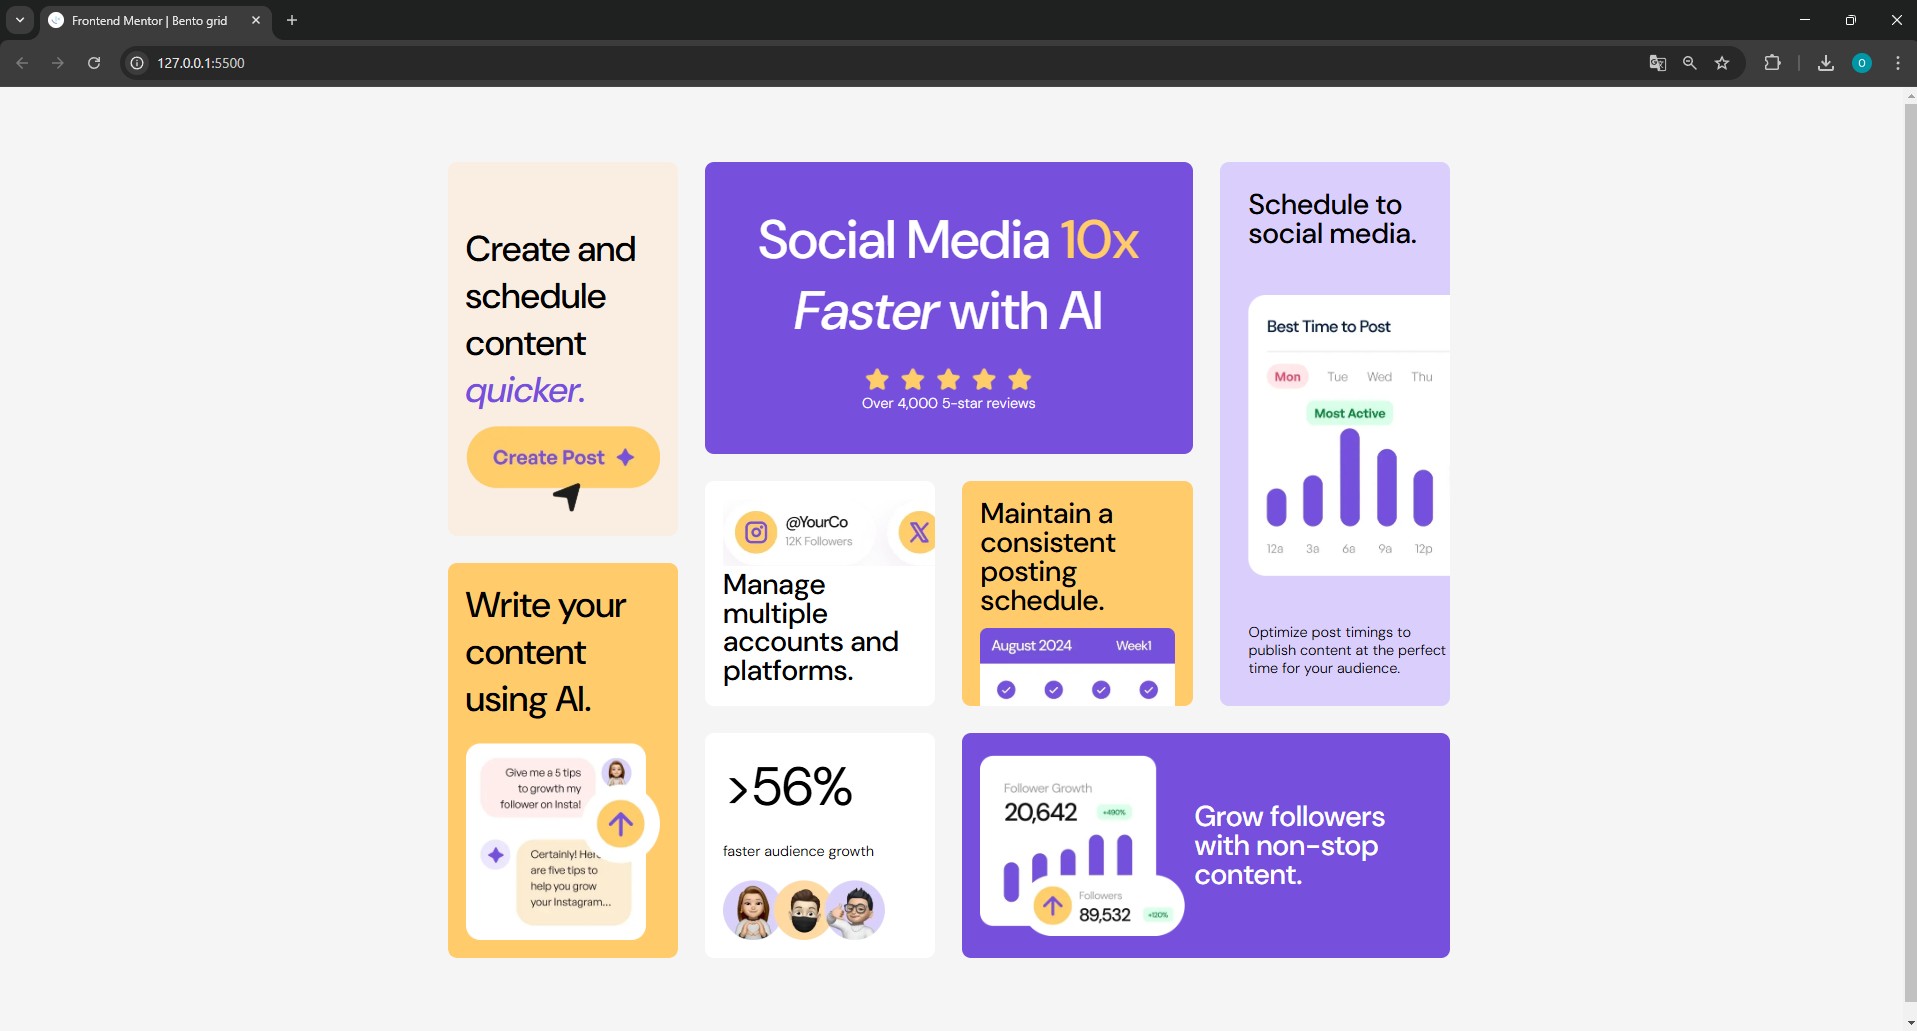 Frontend Mentor | Bento grid
127.0.0.1:5500
O
Create and
schedule
content
quicker.
Create Post
Social Media 10x
Faster with AI
Over 4,000 5-star reviews
Schedule to
social media.
Best Time to Post
Mon Tue Wed Thu
Most Active
12a 3a 6a 9a 12p
Optimize post timings to
publish content at the perfect
time for your audience.
@YourCo
12K Followers
Manage
multiple
accounts and
platforms.
Maintain a
consistent
posting
schedule.
August 2024 Week1
Write your
content
using AI.
Give me a 5 tips
to growth my
follower on Insta!
Certainly!
are five tips to
help you grow
your Instagram...
>56%
faster audience growth
Follower Growth
20,642 +490%
Followers
89,532 +120%
Grow followers
with non-stop
content.